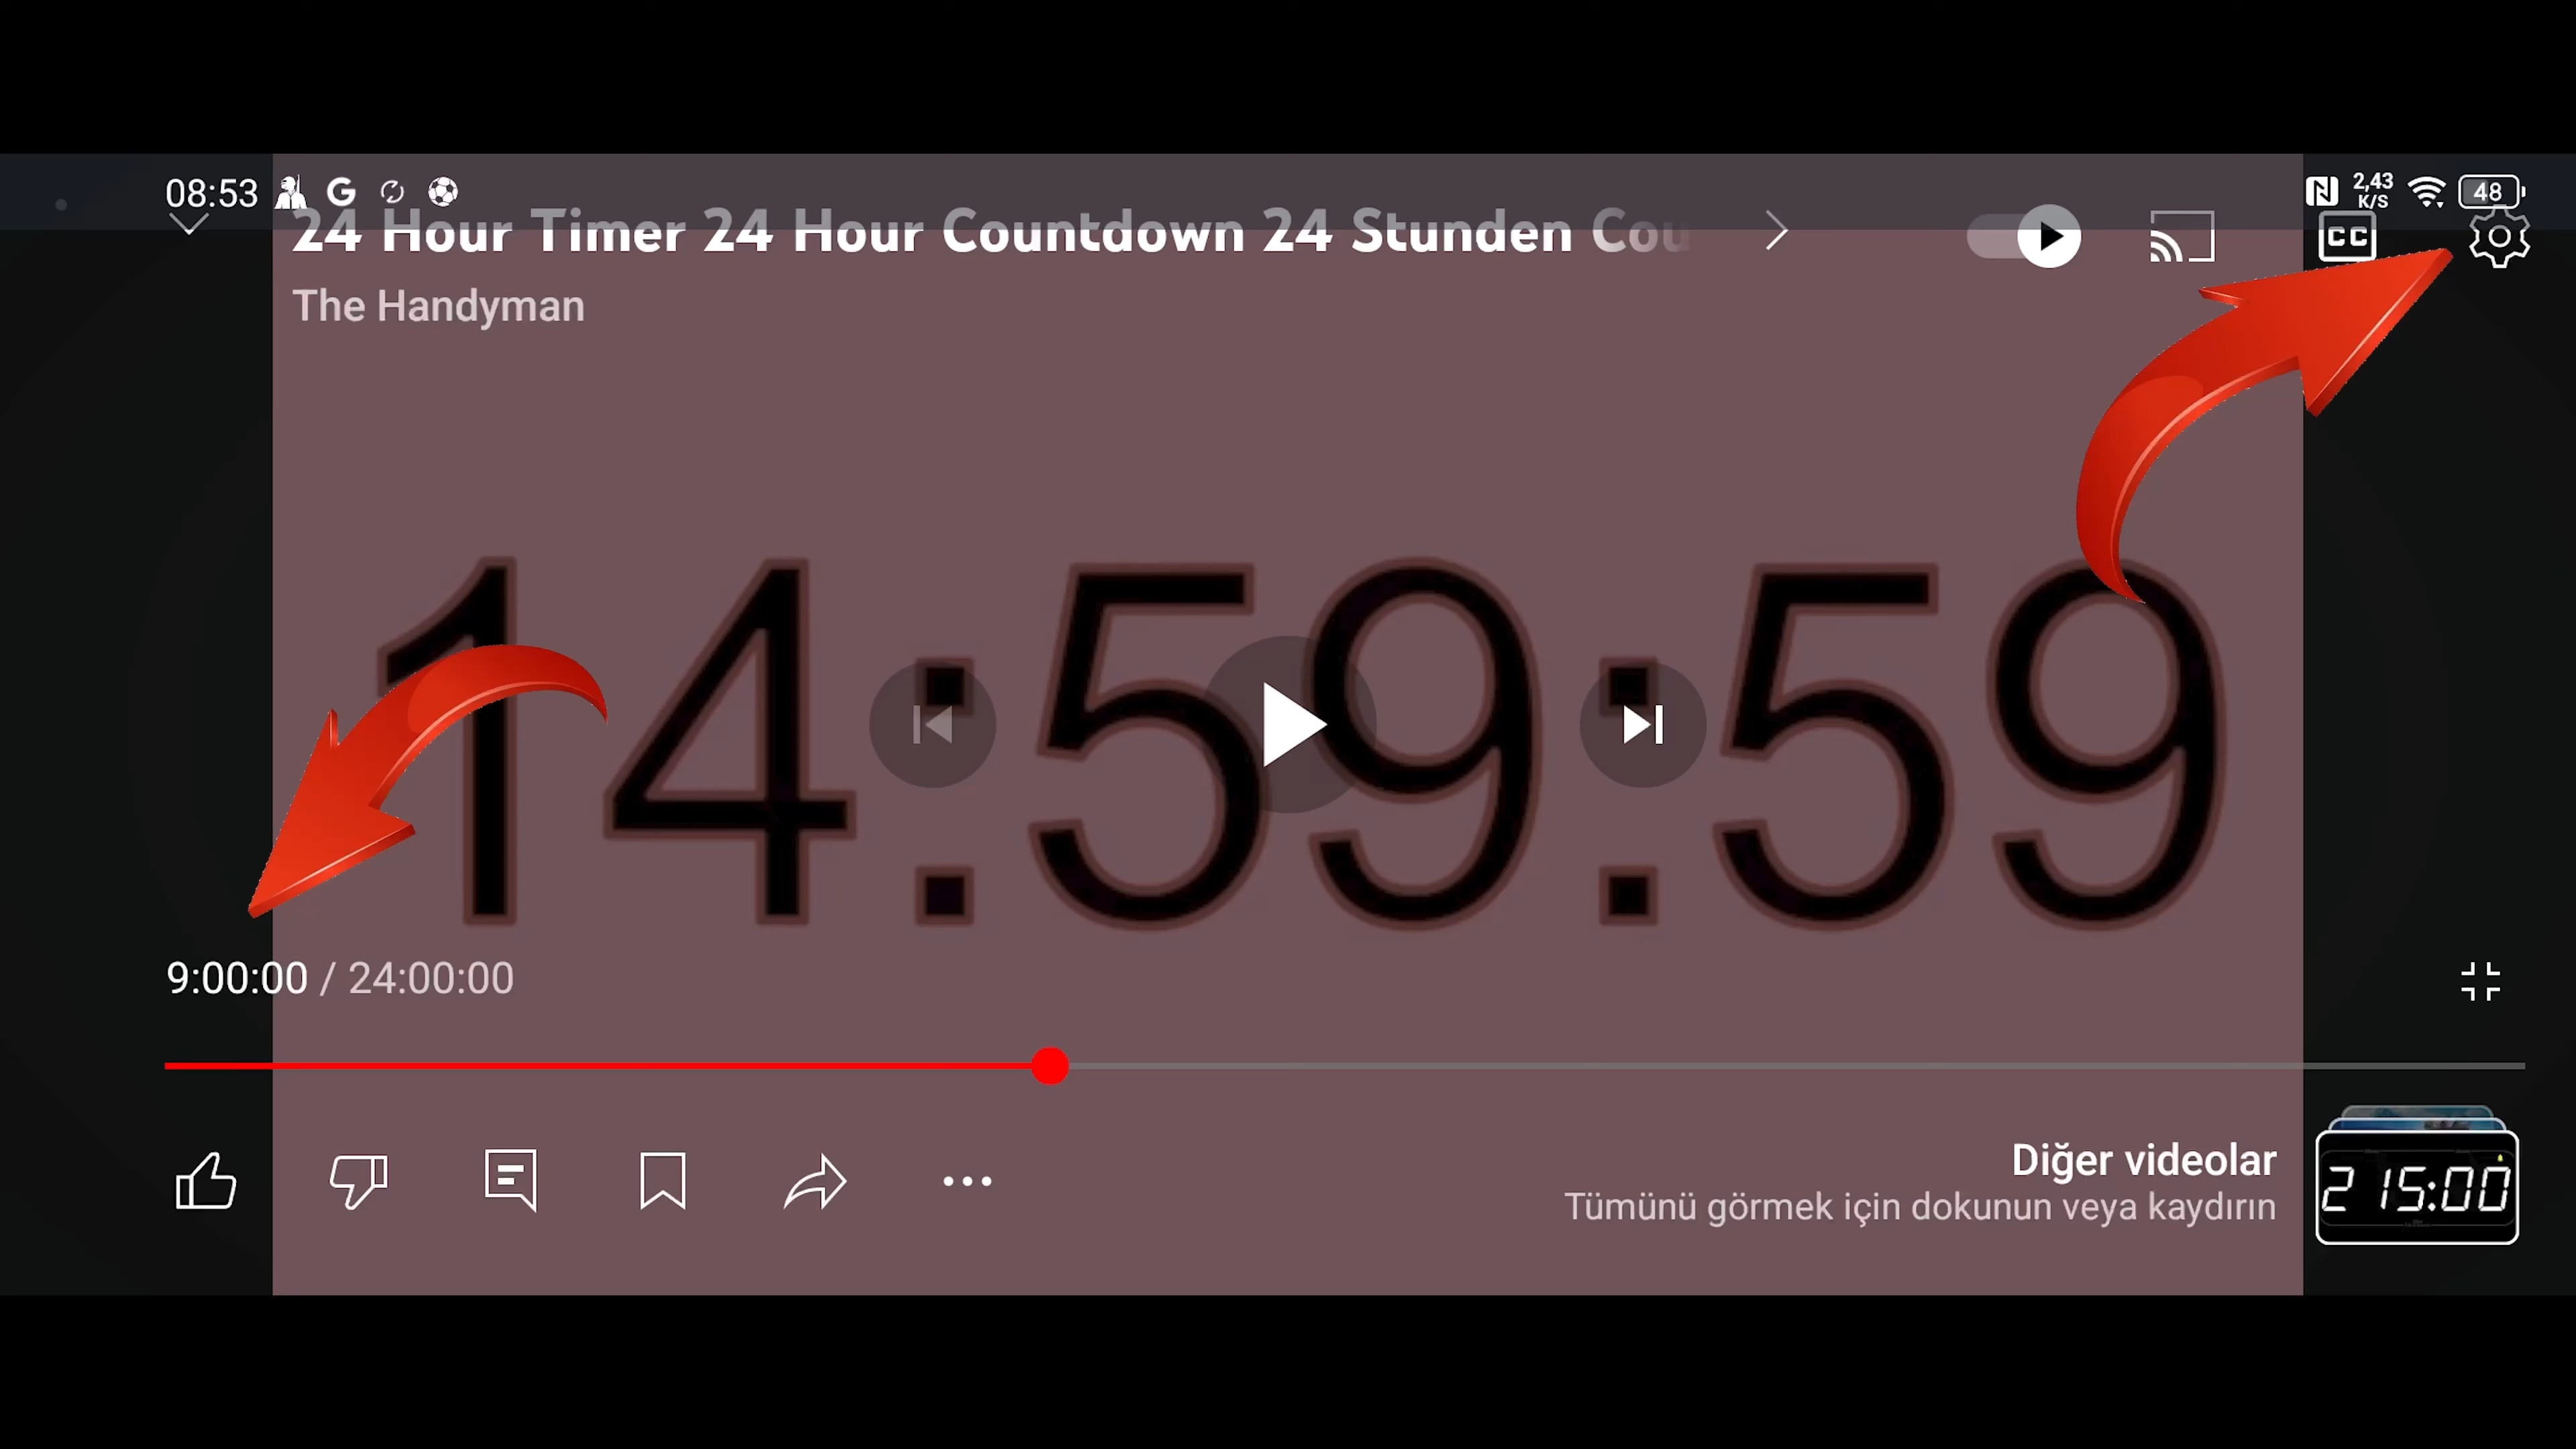 08:53 G
2,43
K/S
48
24 Hour Timer 24 Hour Countdown 24 Stunden Cou
CC
The Handyman
14:59:59
9:00:00 / 24:00:00
Diğer videolar
Tümünü görmek için dokunun veya kaydırın
2 15:00